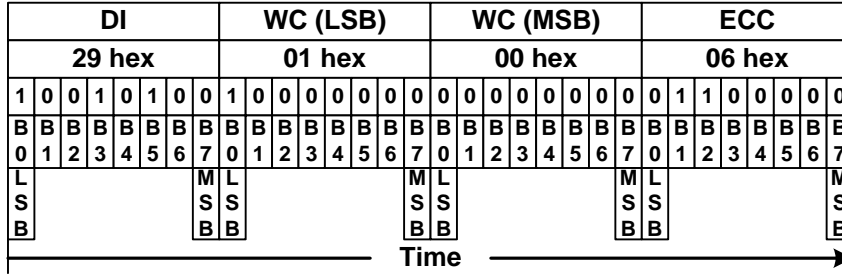 DI WC (LSB) WC (MSB) ECC
29 hex 01 hex 00 hex 06 hex
1 0 0 1 0 1 0 0 1 0 0 0 0 0 0 0 0 0 0 0 0 0 0 0 0 1 1 0 0 0 0 0
B B B B B B B B B B B B B B B B B B B B B B B B B B B B B B B B
0 1 2 3 4 5 6 7 0 1 2 3 4 5 6 7 0 1 2 3 4 5 6 7 0 1 2 3 4 5 6 7
L M L M L M L M
S S S S S S S S
B B B B B B B B
Time